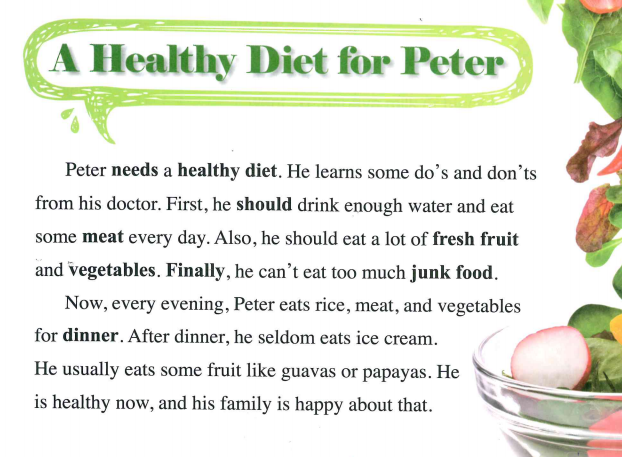 A Healthy Diet for Peter
Peter needs a healthy diet. He learns some do's and don'ts
from his doctor. First, he should drink enough water and eat
some meat every day. Also, he should eat a lot of fresh fruit
and vegetables. Finally, he can't eat too much junk food.
Now, every evening, Peter eats rice, meat, and vegetables
for dinner. After dinner, he seldom eats ice cream.
He usually eats some fruit like guavas or papayas. He
is healthy now, and his family is happy about that.